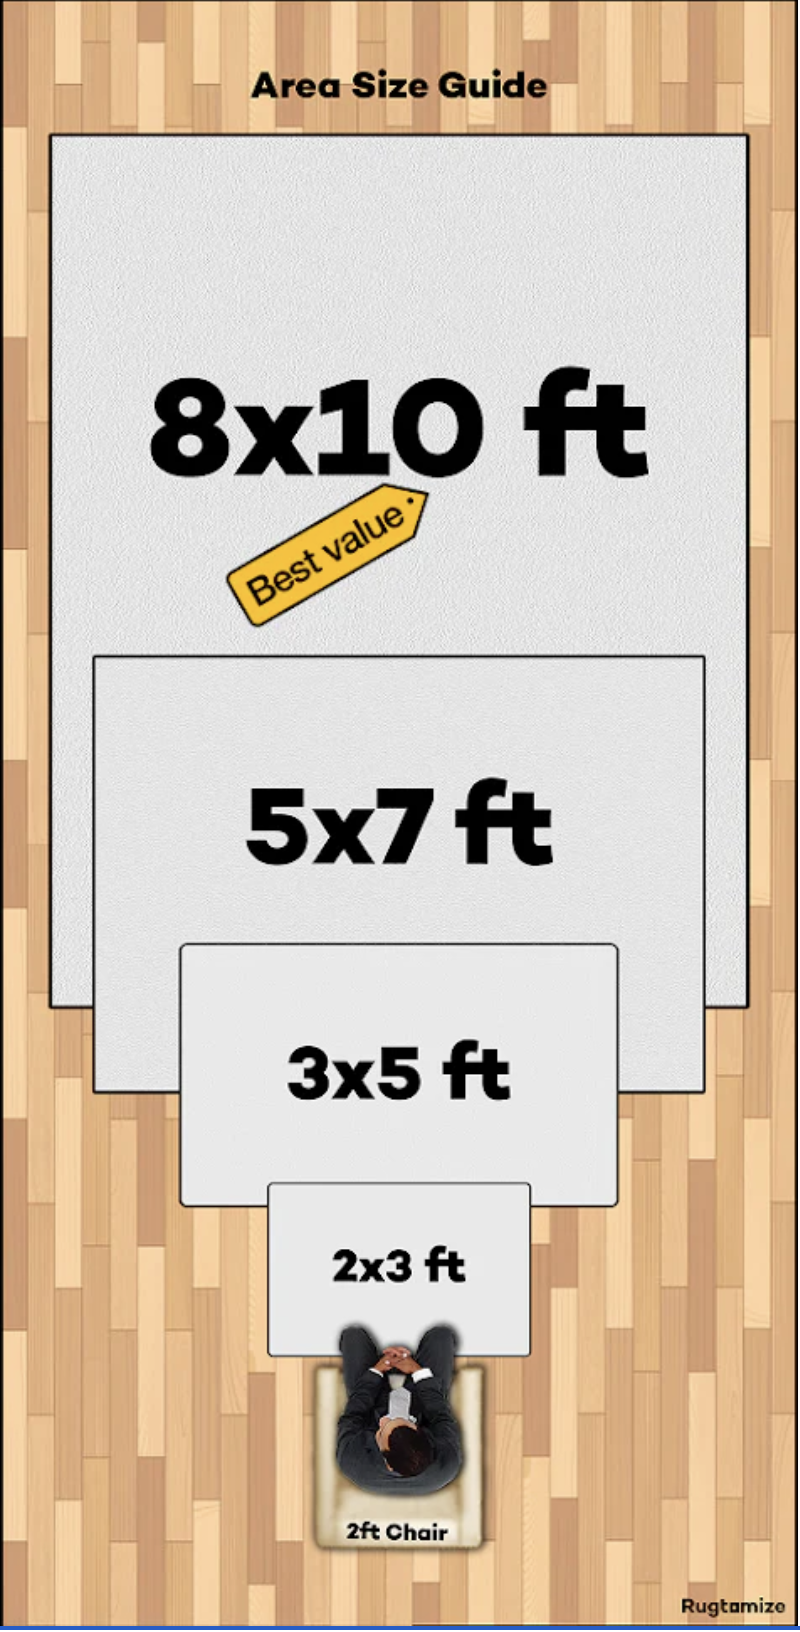 Area Size Guide
8x10 ft
Best value
5x7 ft
3x5 ft
2x3 ft
2ft Chair
Rugtamize